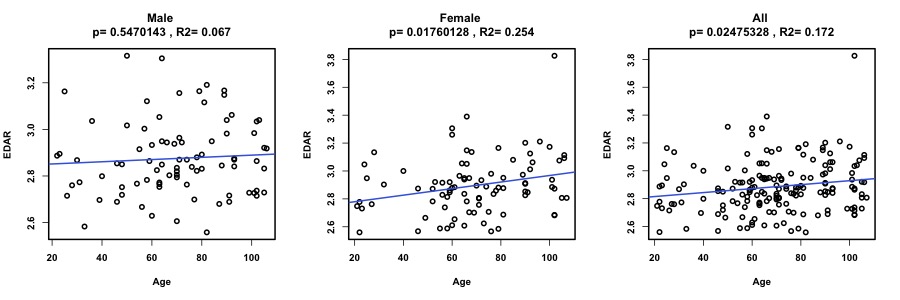 Male
p= 0.5470143 , R2= 0.067
EDAR
3.2
3.0
2.8
2.6
20 40 60 80 100
Age
Female
p= 0.01760128 , R2= 0.254
EDAR
3.8
3.6
3.4
3.2
3.0
2.8
2.6
20 40 60 80 100
Age
All
p= 0.02475328 , R2= 0.172
EDAR
3.8
3.6
3.4
3.2
3.0
2.8
2.6
20 40 60 80 100
Age